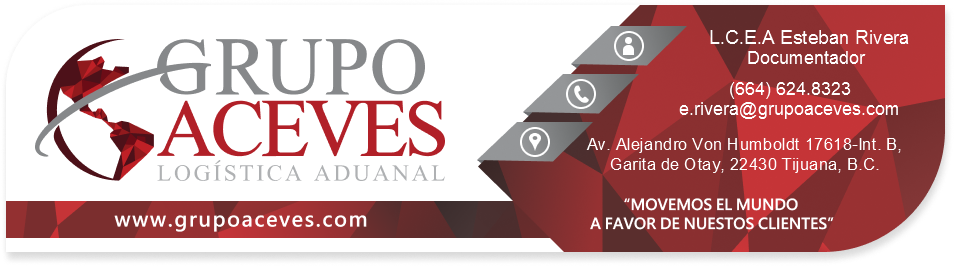 GRUPO
ACEVES
LOGÍSTICA ADUANAL
www.grupoaceves.com
L.C.E.A Esteban Rivera
Documentador
(664) 624.8323
e.rivera@grupoaceves.com
Av. Alejandro Von Humboldt 17618-Int. B,
Garita de Otay, 22430 Tijuana, B.C.
“MOVEMOS EL MUNDO
A FAVOR DE NUESTOS CLIENTES”